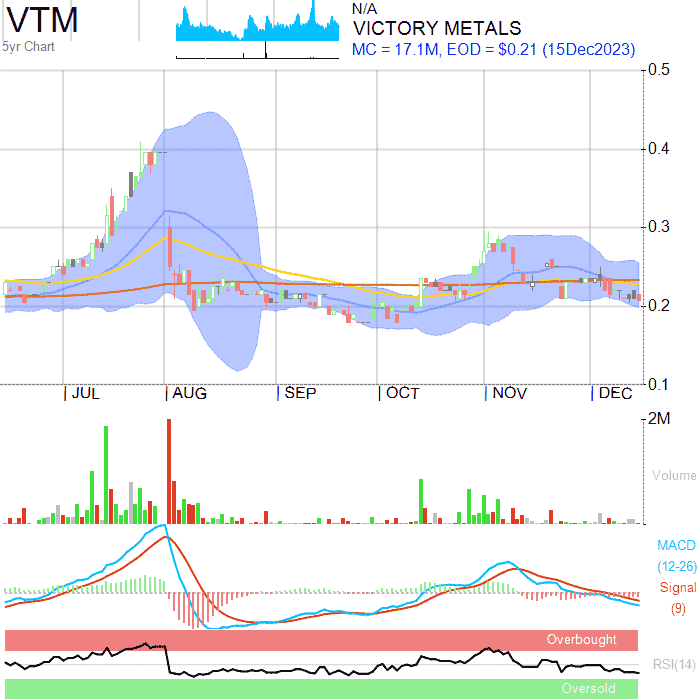 VTM
5yr Chart
N/A
VICTORY METALS
MC = 17.1M, EOD = $0.21 (15Dec2023)
0.5
0.4
0.3
0.2
0.1
JUL AUG SEP OCT NOV DEC
2M
Volume
MACD
(12-26)
Signal
(9)
Overbought
RSI(14)
Oversold